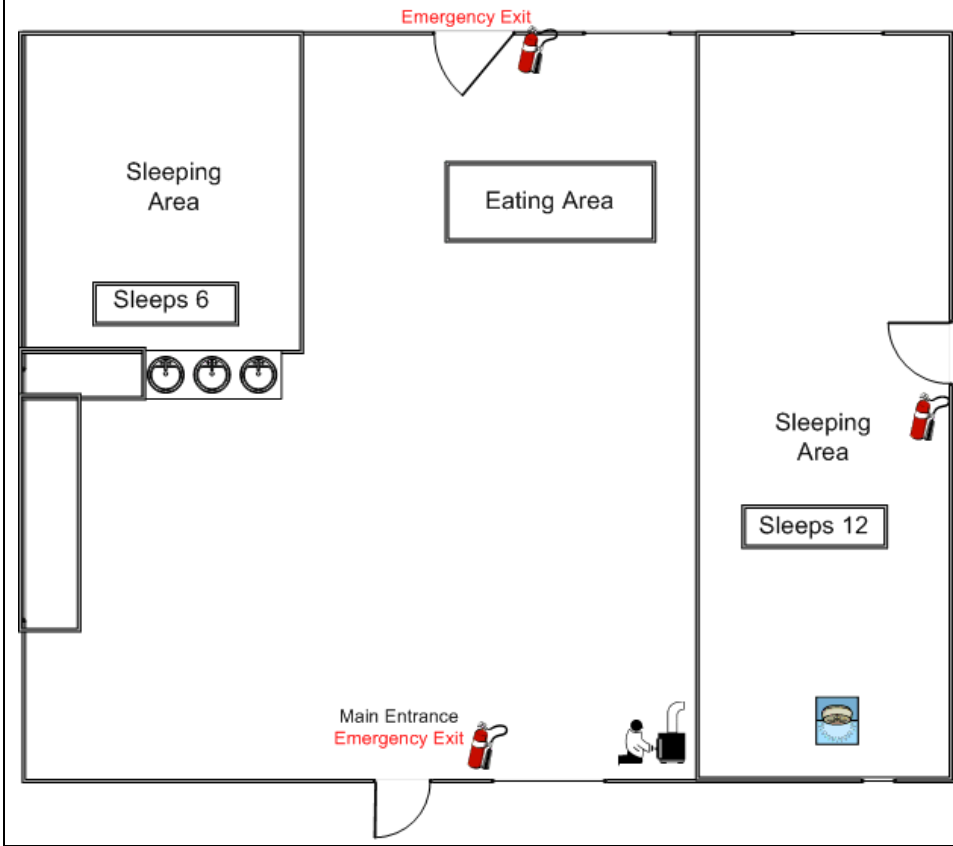 Emergency Exit
Sleeping
Area
Eating Area
Sleeps 6
Sleeping
Area
Sleeps 12
Main Entrance
Emergency Exit